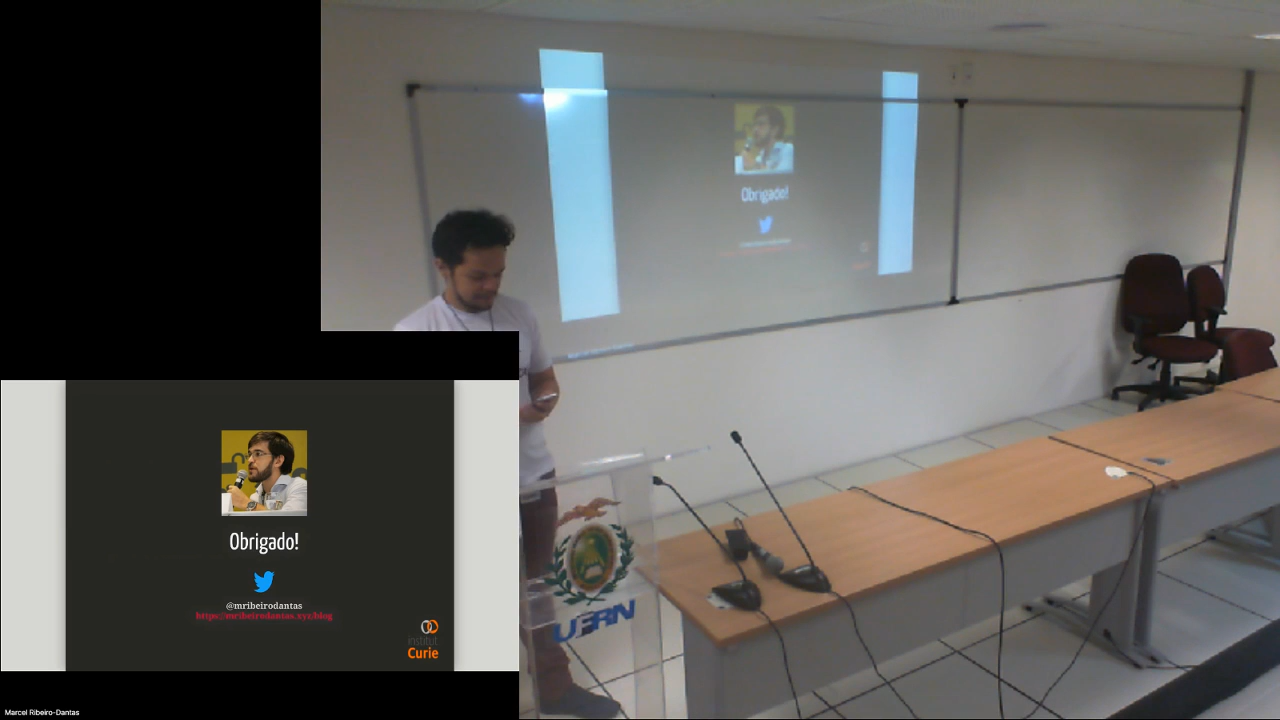 Obrigado!
Obrigado!
@mribeirodantas
https://mribeirodantas.xyz/blog
institut
Curie
UERN
Marcel Ribeiro-Dantas